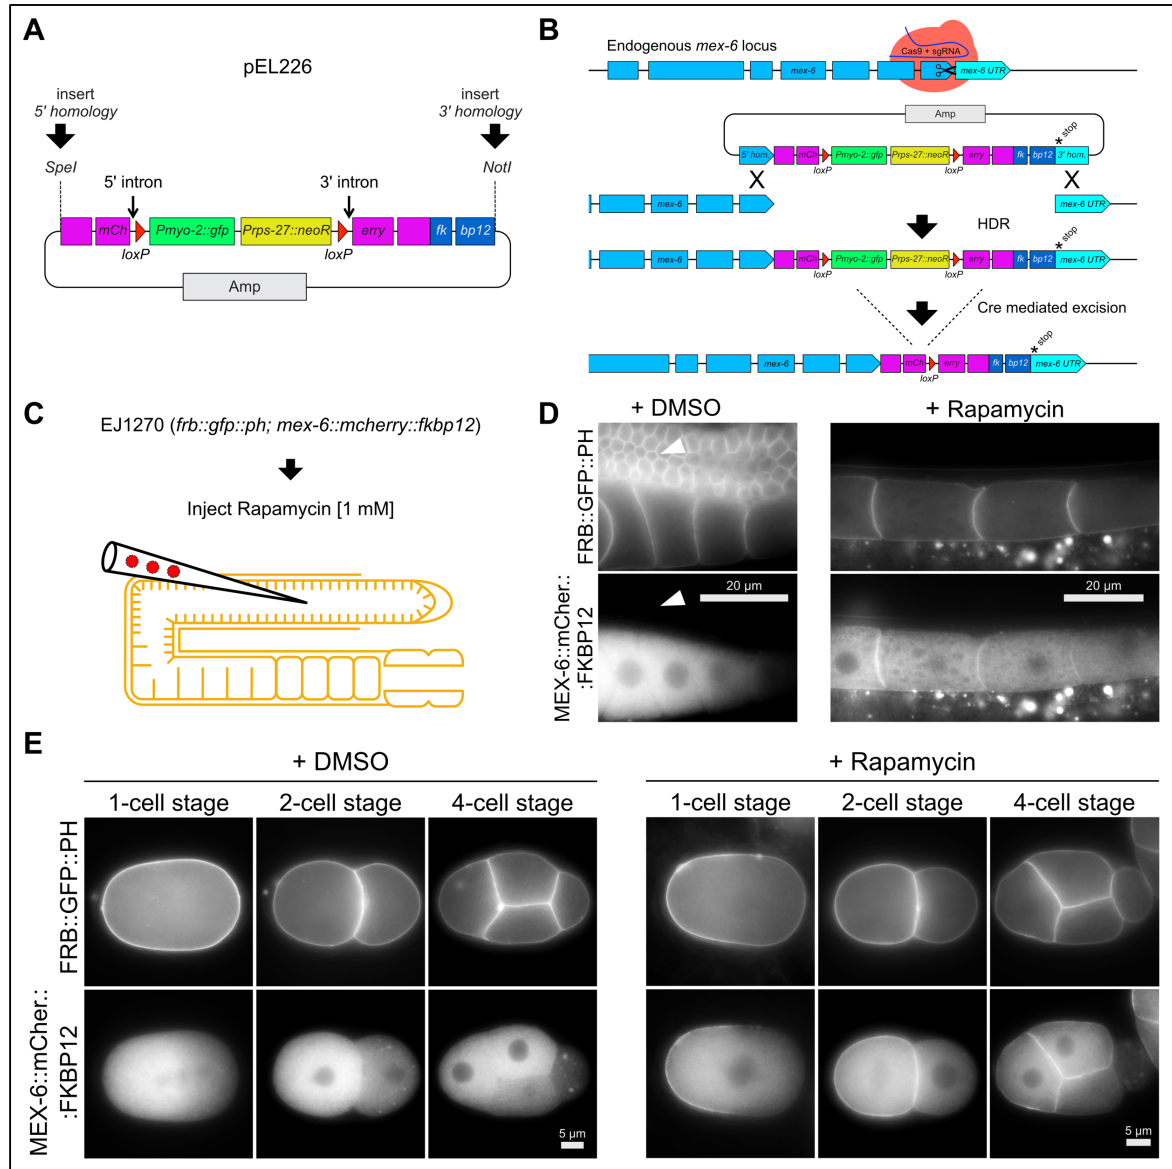 A
pEL226
insert
5' homology
insert
3' homology
SpeI
NotI
5' intron
3' intron
mCh
Pmyo-2::gfp
Prps-27::neoR
erry
fk
bp12
loxP
loxP
Amp
B
Endogenous mex-6 locus
Cas9 + sgRNA
mex-6
mex-6 UTR
Amp
* stop
5' hom.
mCh
Pmyo-2::gfp
Prps-27::neoR
erry
fk
bp12
3' hom.
loxP
loxP
X
X
mex-6
mex-6 UTR
HDR
* stop
mex-6
mCh
Pmyo-2::gfp
Prps-27::neoR
erry
fk
bp12
mex-6 UTR
loxP
loxP
Cre mediated excision
* stop
mex-6
mCh
erry
fk
bp12
mex-6 UTR
loxP
C
EJ1270 (frb::gfp::ph; mex-6::mcherry::fkbp12)
Inject Rapamycin [1 mM]
D
+ DMSO
+ Rapamycin
FRB::GFP::PH
MEX-6::mCher::
:FKBP12
20 µm
20 µm
E
+ DMSO
+ Rapamycin
1-cell stage
2-cell stage
4-cell stage
1-cell stage
2-cell stage
4-cell stage
FRB::GFP::PH
MEX-6::mCher::
:FKBP12
5 µm
5 µm